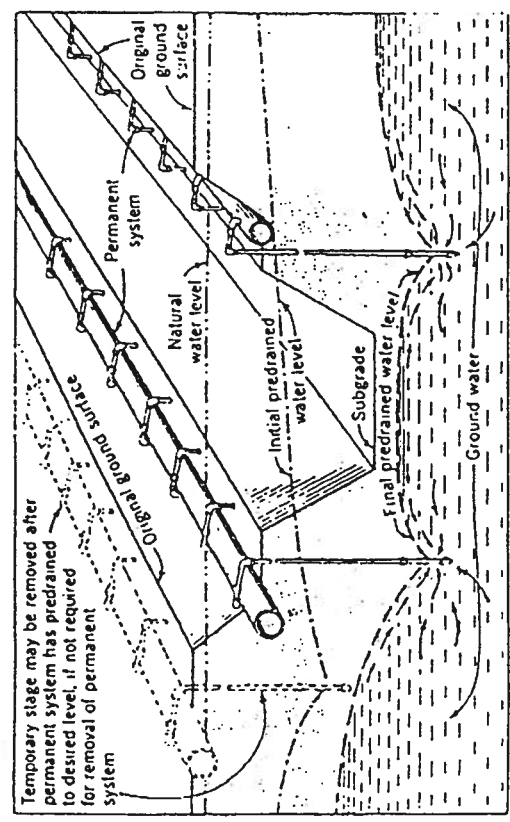 Temporary stage may be removed after
permanent system has predrained
to desired level, if not required
for removal of permanent
system
Original ground surface
Permanent
system
Original
ground
surface
Natural
water level
Initial predrained
water level
Subgrade
Final predrained water level
Ground water